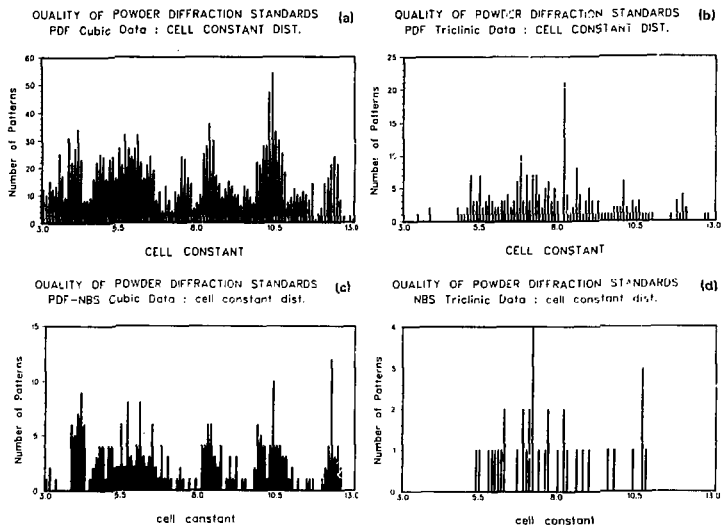 QUALITY OF POWDER DIFFRACTION STANDARDS (a)
PDF Cubic Data : CELL CONSTANT DIST.
60
50
40
30
20
10
0
Number of Patterns
3.0 5.5 8.0 10.5 13.0
CELL CONSTANT
QUALITY OF POWDER DIFFRACTION STANDARDS (b)
PDF Triclinic Data : CELL CONSTANT DIST.
25
20
15
10
5
0
Number of Patterns
3.0 5.5 8.0 10.5 13.0
CELL CONSTANT
QUALITY OF POWDER DIFFRACTION STANDARDS (c)
PDF-NBS Cubic Data : cell constant dist.
15
10
5
0
Number of Patterns
3.0 5.5 8.0 10.5 13.0
cell constant
QUALITY OF POWDER DIFFRACTION STANDARDS (d)
NBS Triclinic Data : cell constant dist.
4
3
2
1
0
Number of Patterns
3.0 5.5 8.0 10.5 13.0
cell constant